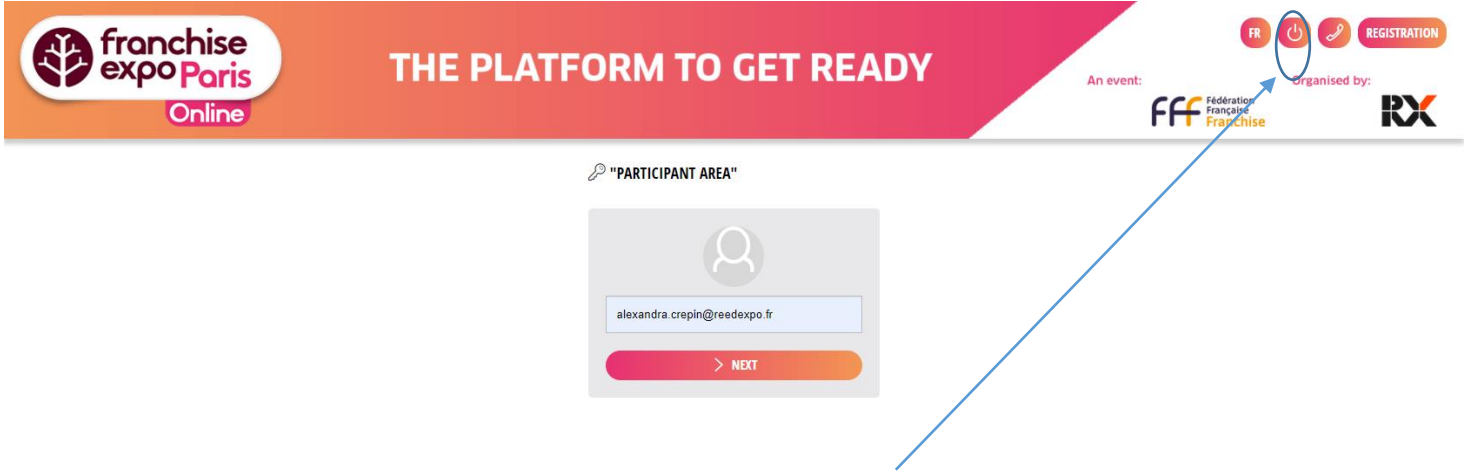 franchise
expo Paris
Online
THE PLATFORM TO GET READY
FR
REGISTRATION
An event:
Organised by:
FFF Fédération
Française
Franchise
RX
"PARTICIPANT AREA"
alexandra.crepin@reedexpo.fr
> NEXT